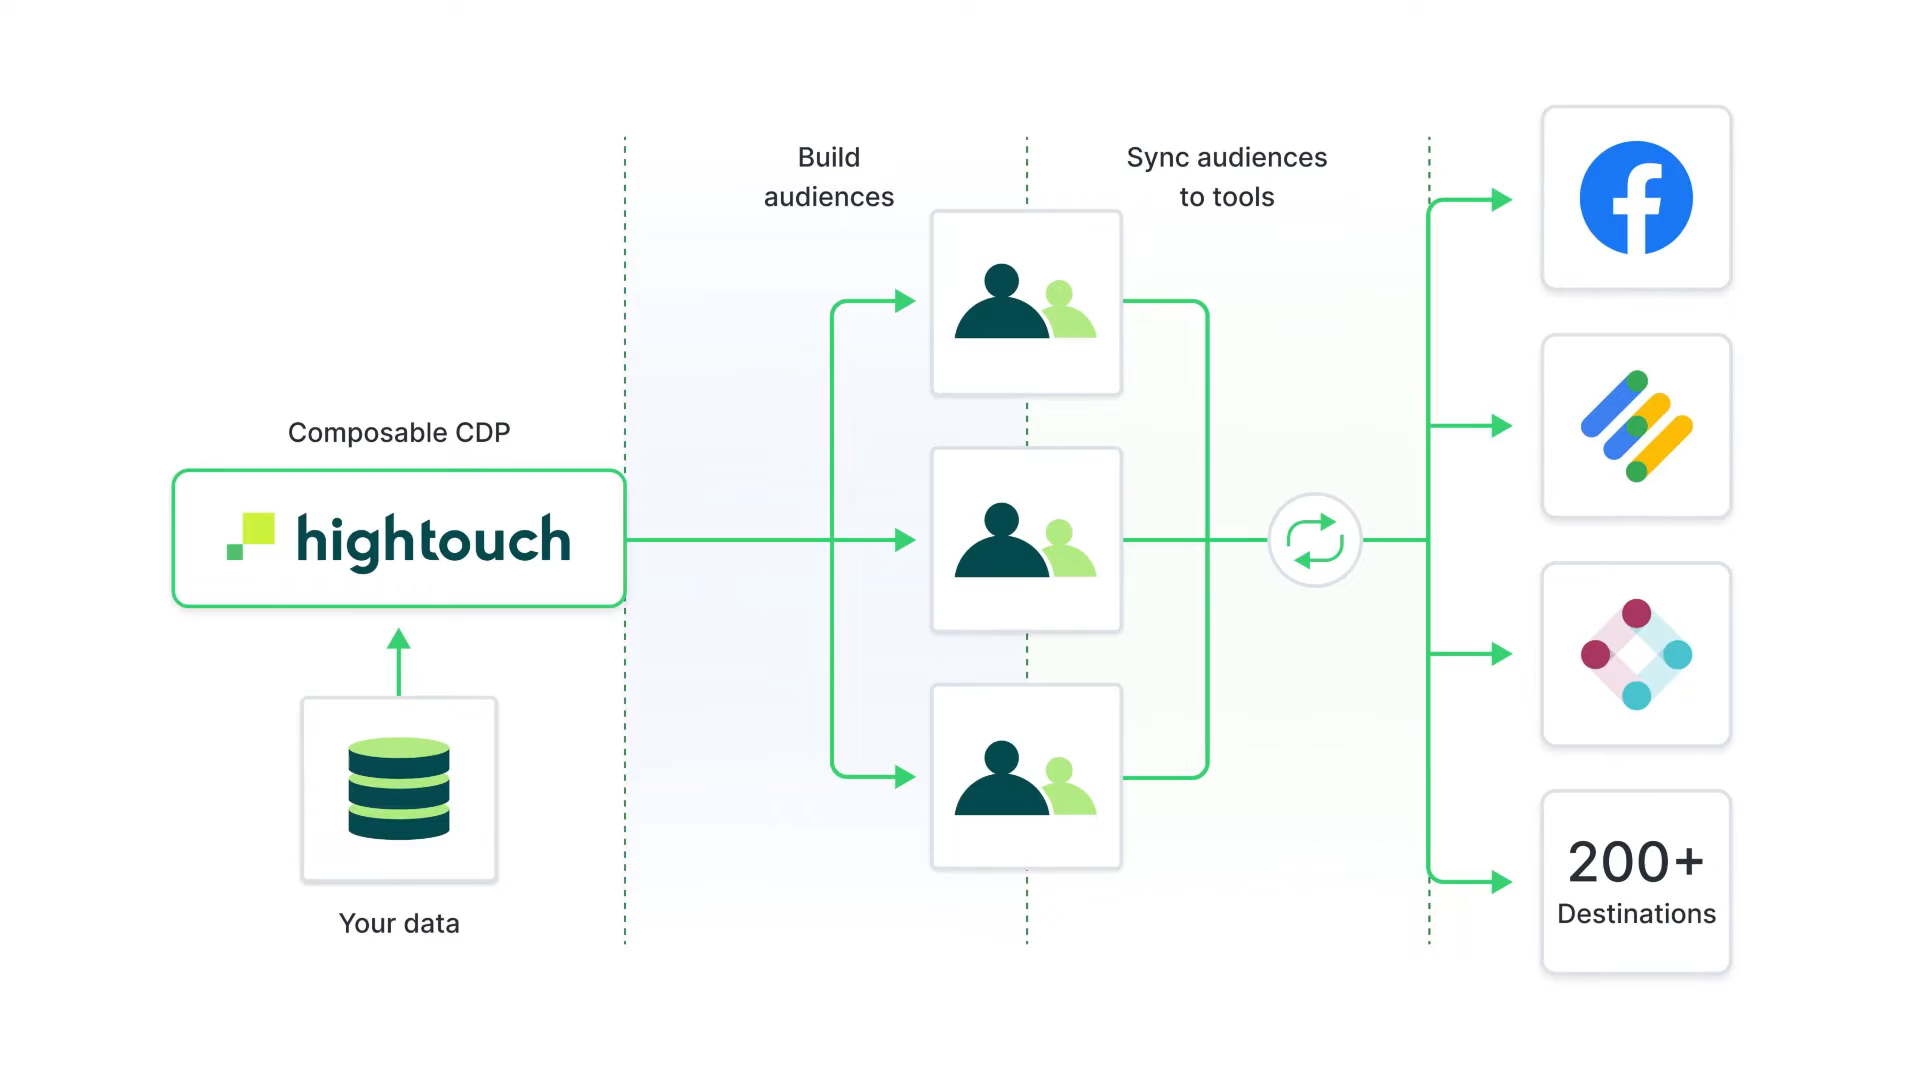 Build
audiences
Sync audiences
to tools
Composable CDP
hightouch
Your data
200+
Destinations